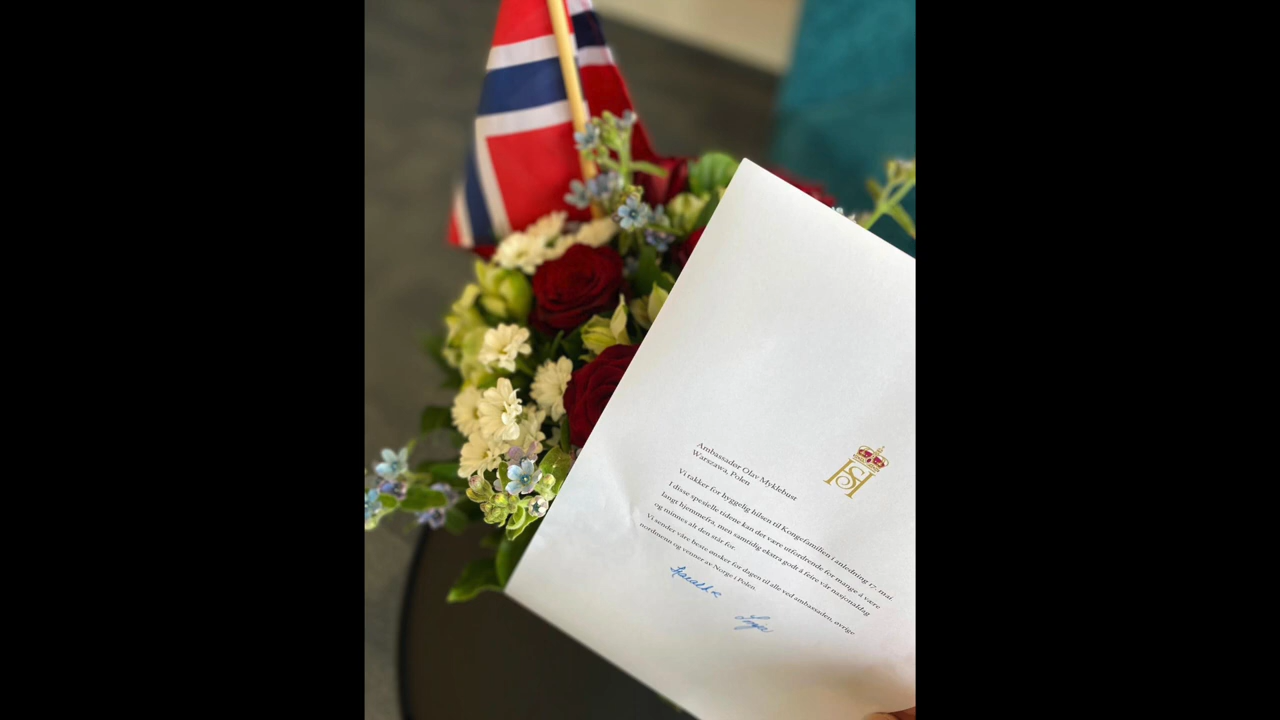 Ambassadør Olav Myklebust
Warszawa, Polen
Vi takker for hyggelig hilsen til Kongefamilien i anledning 17. mai
I disse spesielle tidene kan det være utfordrende for mange å være
langt hjemmefra, men samtidig ekstra godt å feire vår nasjonaldag
og minnes alt den står for.
Vi sender våre beste ønsker for dagen til alle ved ambassaden, øvrige
nordmenn og venner av Norge i Polen.
Harald R
Sonja